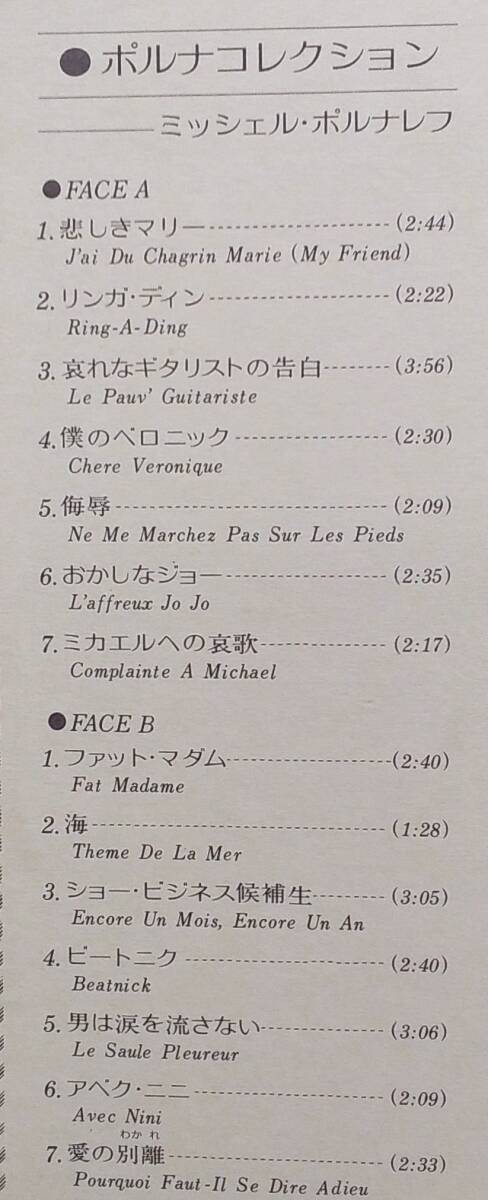 ●ポルナコレクション
ミッシェル・ポルナレフ
●FACE A
1.悲しきマリー (2:44)
J'ai Du Chagrin Marie (My Friend)
2.リンガ・ディン (2:22)
Ring-A-Ding
3.哀れなギタリストの告白 (3:56)
Le Pauv' Guitariste
4.僕のベロニック (2:30)
Chere Veronique
5.侮辱 (2:09)
Ne Me Marchez Pas Sur Les Pieds
6.おかしなジョー (2:35)
L'affreux Jo Jo
7.ミカエルへの哀歌 (2:17)
Complainte A Michael
●FACE B
1.ファット・マダム (2:40)
Fat Madame
2.海 (1:28)
Theme De La Mer
3.ショー・ビジネス候補生 (3:05)
Encore Un Mois, Encore Un An
4.ビートニク (2:40)
Beatnick
5.男は涙を流さない (3:06)
Le Saule Pleureur
6.アベク・ニニ (2:09)
Avec Nini
わかれ
7.愛の別離 (2:33)
Pourquoi Faut-Il Se Dire Adieu